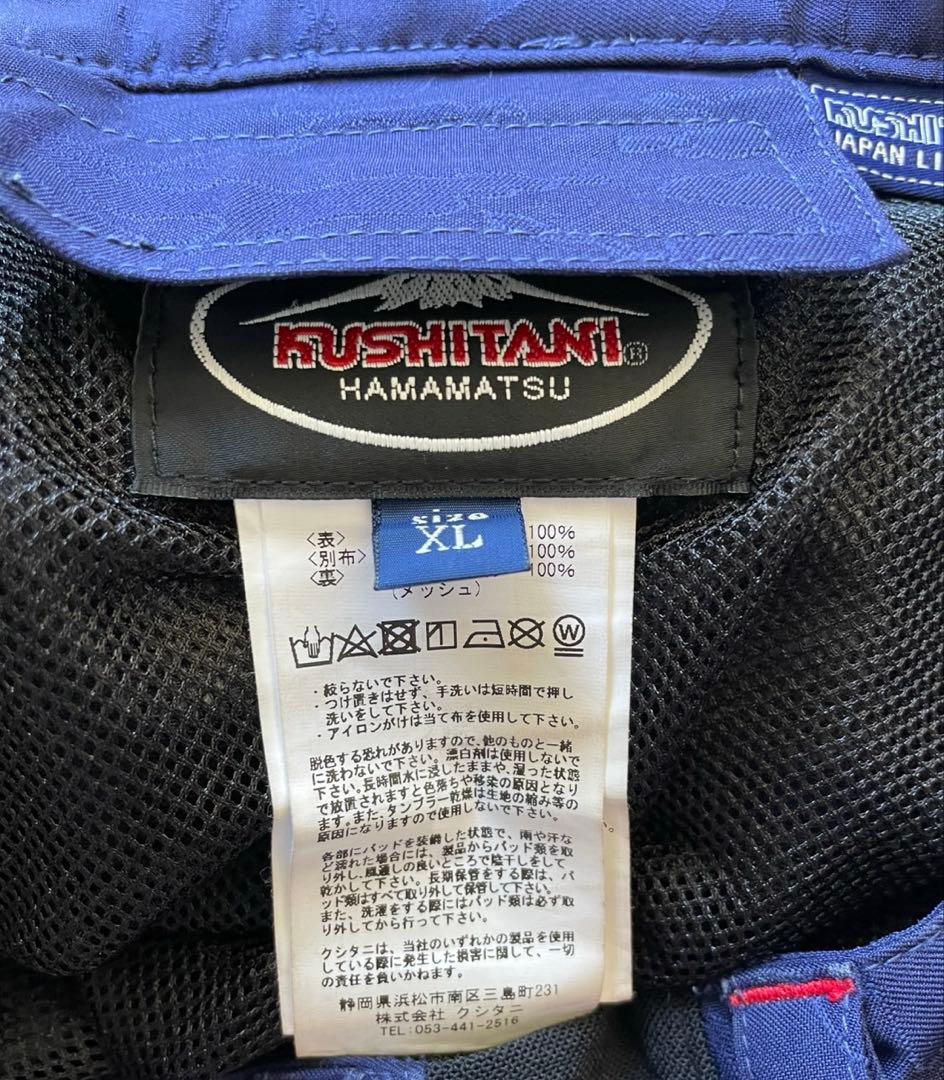 KUSHI
JAPAN LI
KUSHITANI®
HAMAMATSU
size
XL
〈表〉 100%
〈別布〉 100%
〈裏〉 100%
(メッシュ)
W
・絞らないで下さい。
・つけ置きはせず、手洗いは短時間で押し
洗いをして下さい。
・アイロンがけは当て布を使用して下さい。
脱色する恐れがありますので、他のものと一緒
に洗わないで下さい。漂白剤は使用しないで
下さい。長時間水に浸したままや、湿った状態
で放置されますと色落ちや移染の原因となり
ます。また、タンブラー乾燥は生地の縮み等の
原因になりますので使用しないで下さい。
各部にパッドを装着した状態で、雨や汗な
ど濡れた場合には、製品からパッド類を取
り外し、風通しの良いところで陰干しをして
乾かして下さい。長期保管をする際は、パ
ッド類はすべて取り外して保管して下さい。
また、洗濯をする際にはパッド類は必ず取
り外してから行って下さい。
クシタニは、当社のいずれかの製品を使用
している際に発生した損害に関して、一切
の責任を負いかねます。
静岡県浜松市南区三島町231
株式会社 クシタニ
TEL:053-441-2516